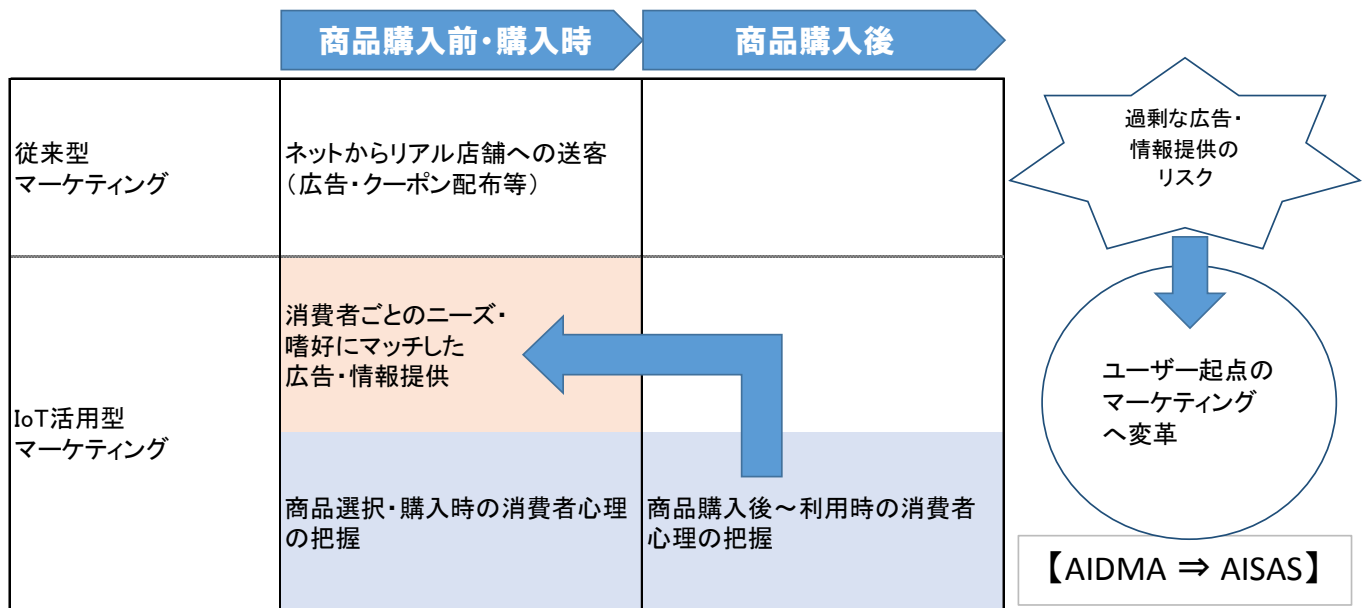 商品購入前・購入時
商品購入後
従来型
マーケティング
ネットからリアル店舗への送客
（広告・クーポン配布等）
過剰な広告・
情報提供の
リスク
IoT活用型
マーケティング
消費者ごとのニーズ・
嗜好にマッチした
広告・情報提供
商品選択・購入時の消費者心理
の把握
商品購入後～利用時の消費者
心理の把握
ユーザー起点の
マーケティング
へ変革
【AIDMA ⇒ AISAS】